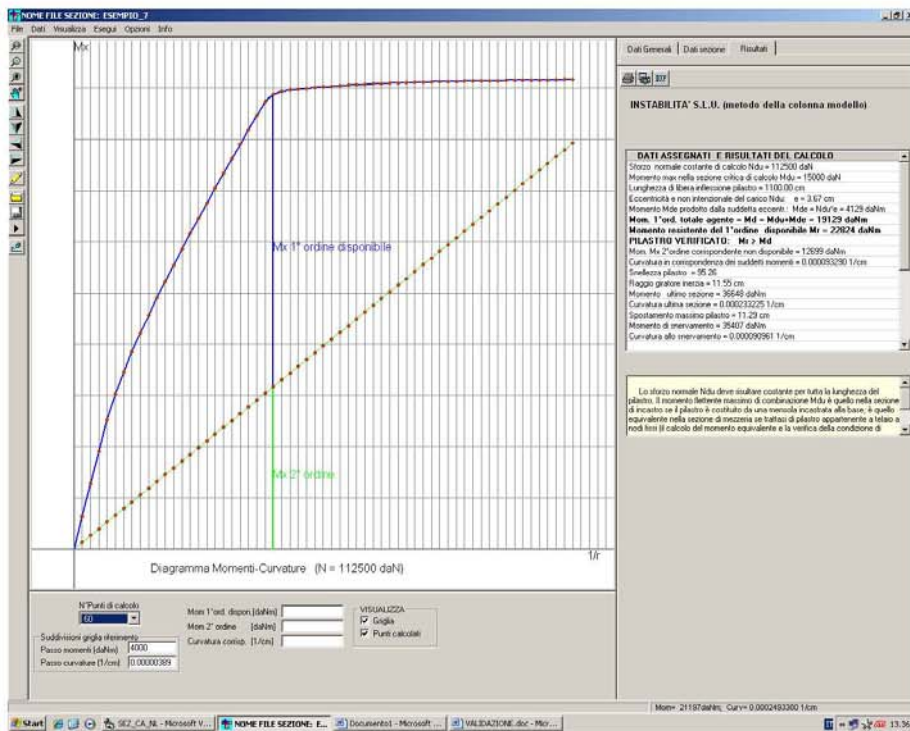 NOME FILE SEZIONE: ESEMPIO_7
File Dati Visualizza Esegui Opzioni Info
Mx
Mx 1° ordine disponibile
Mx 2° ordine
1/r
Diagramma Momenti-Curvature (N = 112500 daN)
N°Punti di calcolo
60
Suddivisioni griglia riferimento
Passo momenti [daNm] 4000
Passo curvature [1/cm] 0.00000389
Mom 1°ord. dispon.[daNm]
Mom 2° ordine [daNm]
Curvatura corrisp. [1/cm]
VISUALIZZA
Griglia
Punti calcolati
Dati Generali Dati sezione Risultati
INSTABILITA' S.L.U. (metodo della colonna modello)
DATI ASSEGNATI E RISULTATI DEL CALCOLO
Sforzo normale costante di calcolo Ndu = 112500 daN
Momento max nella sezione critica di calcolo Mdu = 15000 daN
Lunghezza di libera inflessione pilastro = 1100.00 cm
Eccentricità e non intenzionale del carico Ndu: e = 3.67 cm
Momento Mde prodotto dalla suddetta eccentr.: Mde = Ndu*e = 4129 daNm
Mom. 1°ord. totale agente = Md = Mdu+Mde = 19129 daNm
Momento resistente del 1°ordine disponibile Mr = 22824 daNm
PILASTRO VERIFICATO: Mr > Md
Mom. Mx 2°ordine corrispondente non disponibile = 12699 daNm
Curvatura in corrispondenza dei suddetti momenti = 0.000093290 1/cm
Snellezza pilastro = 95.26
Raggio giratore inerzia = 11.55 cm
Momento ultimo sezione = 36648 daNm
Curvatura ultima sezione = 0.000233225 1/cm
Spostamento massimo pilastro = 11.29 cm
Momento di snervamento = 35407 daNm
Curvatura allo snervamento = 0.000090961 1/cm
Lo sforzo normale Ndu deve risultare costante per tutta la lunghezza del
pilastro. Il momento flettente massimo di combinazione Mdu è quello nella sezione
di incastro se il pilastro è costituito da una mensola incastrata alla base; è quello
equivalente nella sezione di mezzeria se trattasi di pilastro appartenente a telaio a
nodi fissi (il calcolo del momento equivalente e la verifica della condizione di
Mom= 21197daNm; Curv= 0.0002493300 1/cm
Start SEZ_CA_NL - Microsoft V... NOME FILE SEZIONE: E... Documento1 - Microsoft ... VALIDAZIONE.doc - Micr... 13.36